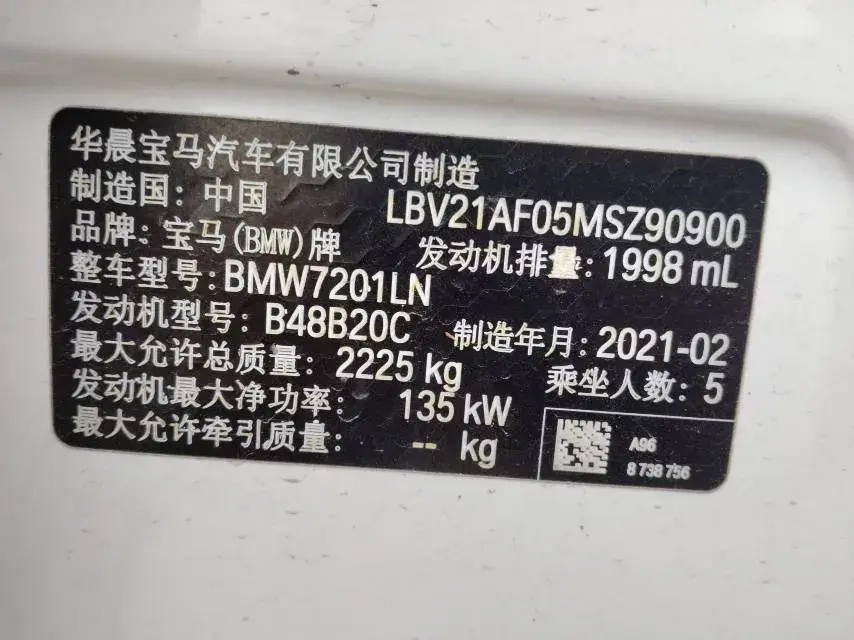 华晨宝马汽车有限公司制造
制造国: 中国
LBV21AF05MSZ90900
品牌: 宝马(BMW)牌
发动机排量: 1998 mL
整车型号: BMW7201LN
发动机型号: B48B20C
制造年月: 2021-02
最大允许总质量: 2225 kg
乘坐人数: 5
发动机最大净功率: 135 kW
最大允许牵引质量: -- kg
A96
8 738 756